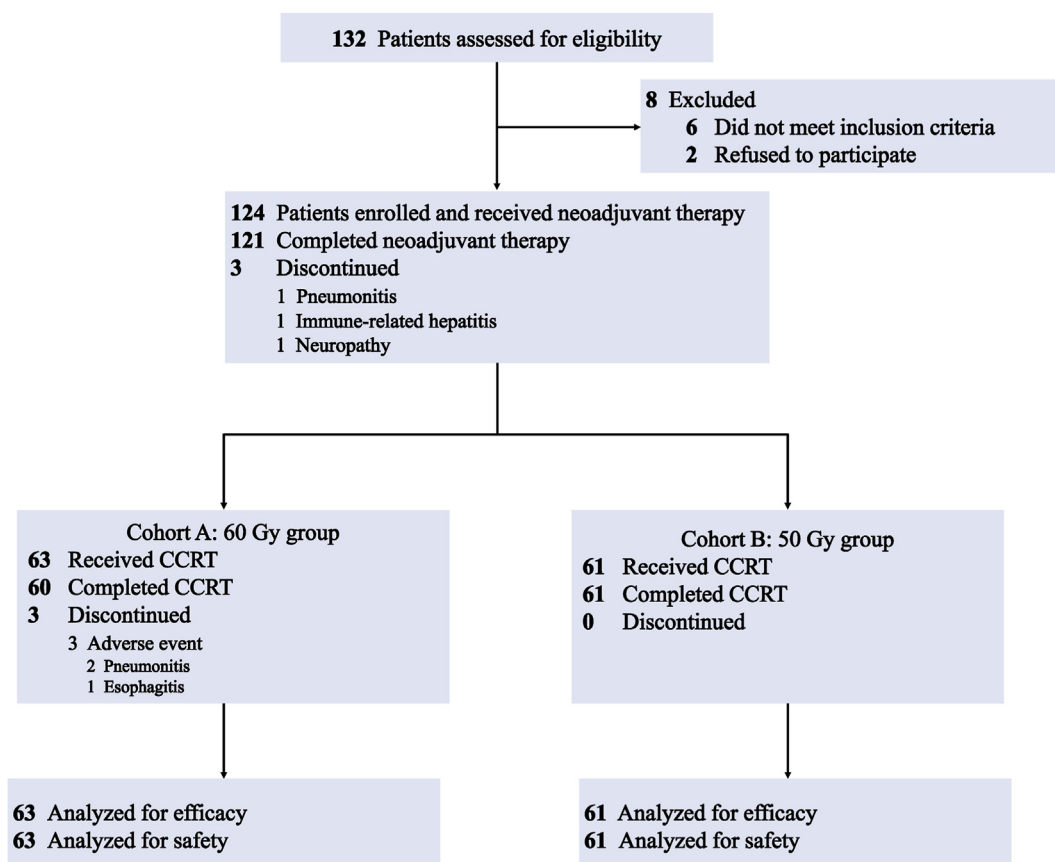 132 Patients assessed for eligibility
8 Excluded
6 Did not meet inclusion criteria
2 Refused to participate
124 Patients enrolled and received neoadjuvant therapy
121 Completed neoadjuvant therapy
3 Discontinued
1 Pneumonitis
1 Immune-related hepatitis
1 Neuropathy
Cohort A: 60 Gy group
63 Received CCRT
60 Completed CCRT
3 Discontinued
3 Adverse event
2 Pneumonitis
1 Esophagitis
Cohort B: 50 Gy group
61 Received CCRT
61 Completed CCRT
0 Discontinued
63 Analyzed for efficacy
63 Analyzed for safety
61 Analyzed for efficacy
61 Analyzed for safety